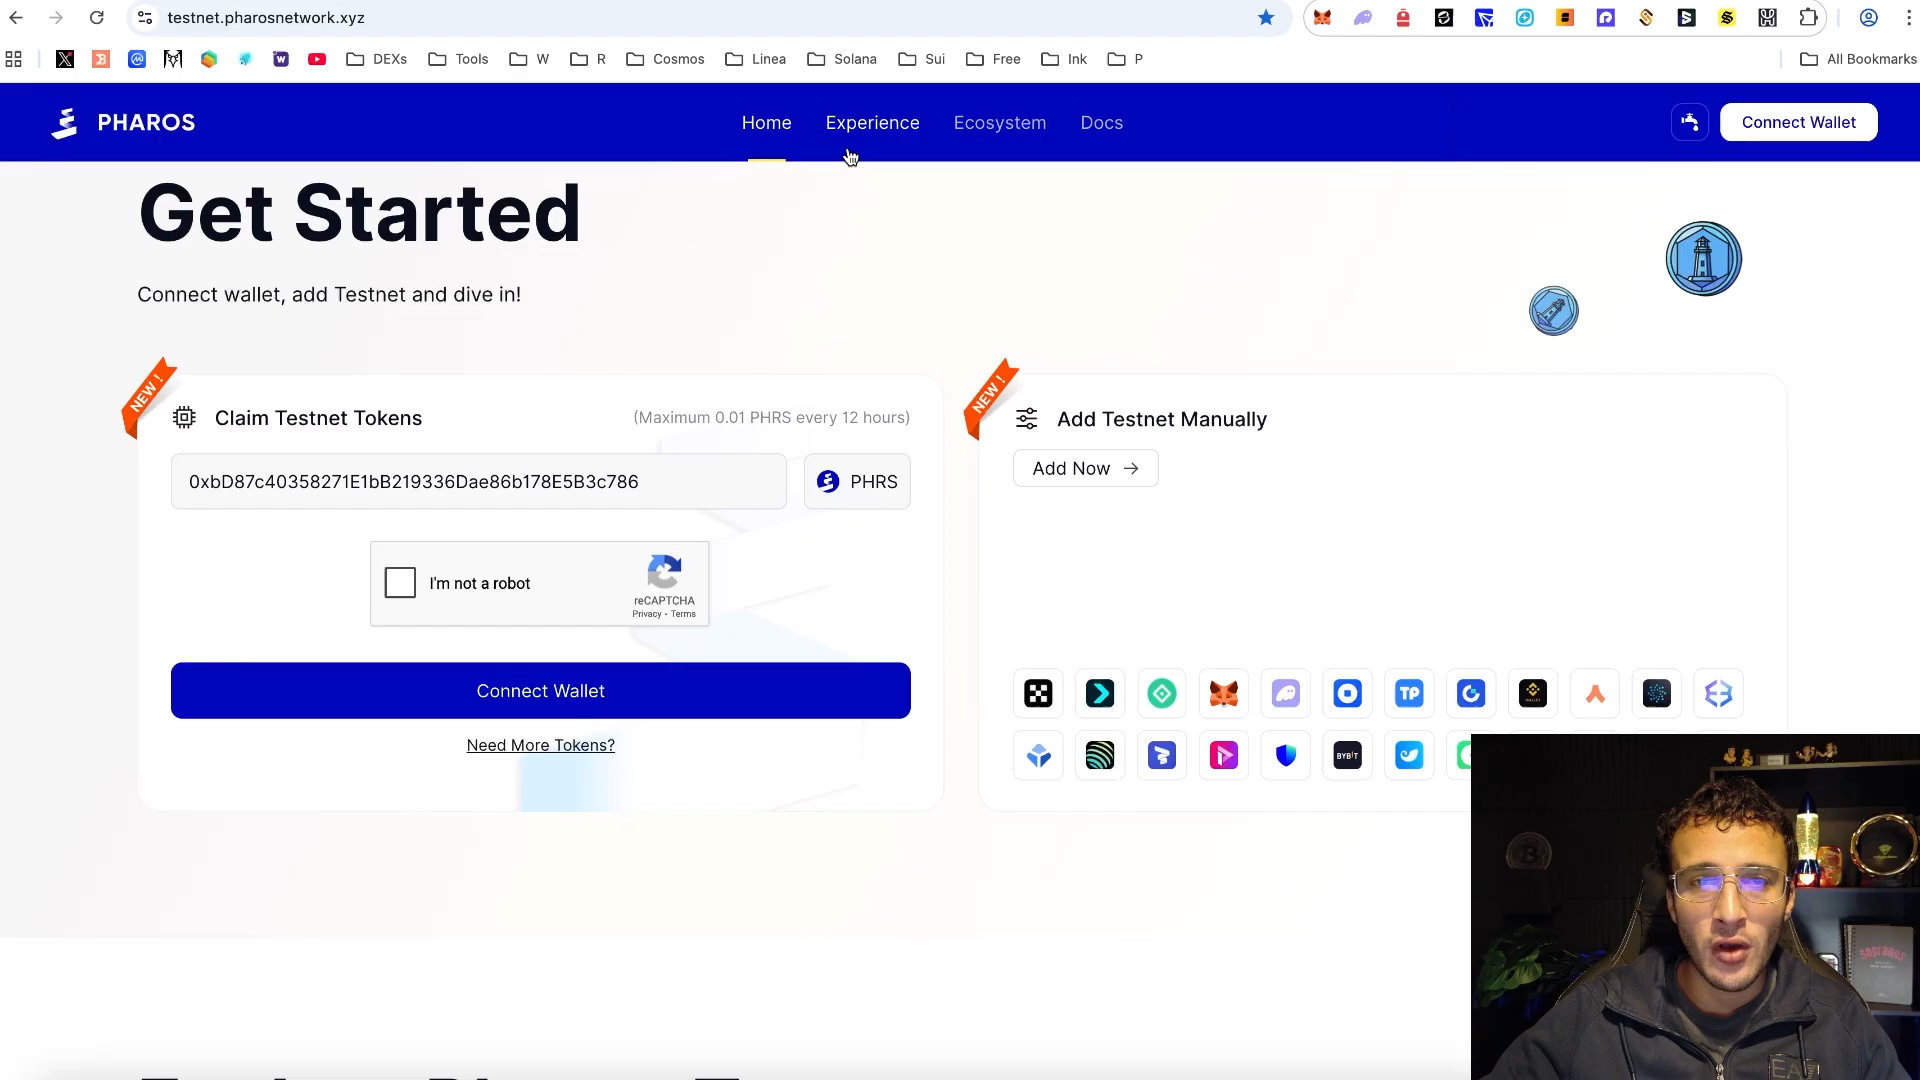 testnet.pharosnetwork.xyz
DEXs
Tools
W
R
Cosmos
Linea
Solana
Sui
Free
Ink
P
All Bookmarks
PHAROS
Home
Experience
Ecosystem
Docs
Connect Wallet
Get Started
Connect wallet, add Testnet and dive in!
NEW !
Claim Testnet Tokens
(Maximum 0.01 PHRS every 12 hours)
0xbD87c40358271E1bB219336Dae86b178E5B3c786
PHRS
I'm not a robot
reCAPTCHA
Privacy - Terms
Connect Wallet
Need More Tokens?
NEW !
Add Testnet Manually
Add Now →
TP
BYBIT
Sopranos
EA